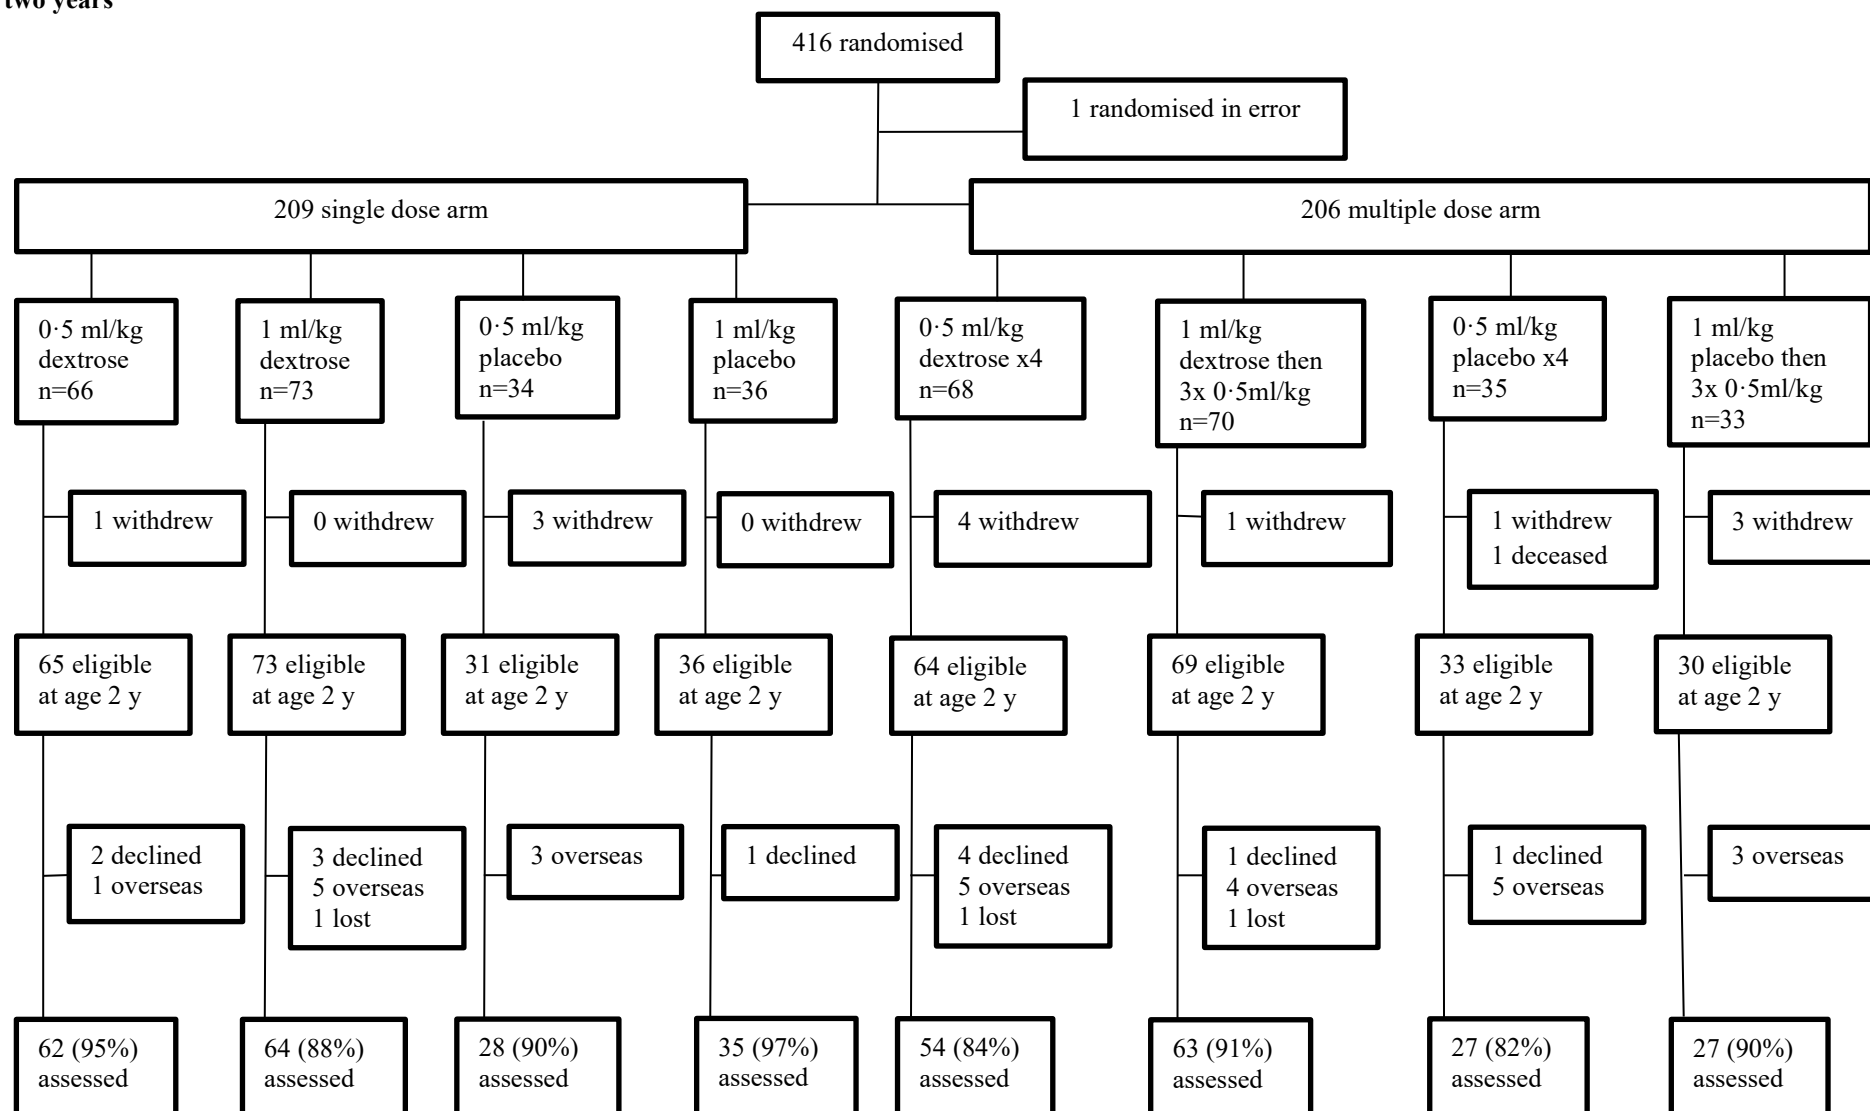 two years
416 randomised
1 randomised in error
209 single dose arm
206 multiple dose arm
0·5 ml/kg
dextrose
n=66
1 ml/kg
dextrose
n=73
0·5 ml/kg
placebo
n=34
1 ml/kg
placebo
n=36
0·5 ml/kg
dextrose x4
n=68
1 ml/kg
dextrose then
3x 0·5ml/kg
n=70
0·5 ml/kg
placebo x4
n=35
1 ml/kg
placebo then
3x 0·5ml/kg
n=33
1 withdrew
0 withdrew
3 withdrew
0 withdrew
4 withdrew
1 withdrew
1 withdrew
1 deceased
3 withdrew
65 eligible
at age 2 y
73 eligible
at age 2 y
31 eligible
at age 2 y
36 eligible
at age 2 y
64 eligible
at age 2 y
69 eligible
at age 2 y
33 eligible
at age 2 y
30 eligible
at age 2 y
2 declined
1 overseas
3 declined
5 overseas
1 lost
3 overseas
1 declined
4 declined
5 overseas
1 lost
1 declined
4 overseas
1 lost
1 declined
5 overseas
3 overseas
62 (95%)
assessed
64 (88%)
assessed
28 (90%)
assessed
35 (97%)
assessed
54 (84%)
assessed
63 (91%)
assessed
27 (82%)
assessed
27 (90%)
assessed